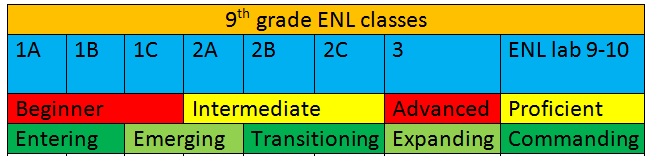 9th grade ENL classes
1A 1B 1C 2A 2B 2C 3 ENL lab 9-10
Beginner Intermediate Advanced Proficient
Entering Emerging Transitioning Expanding Commanding